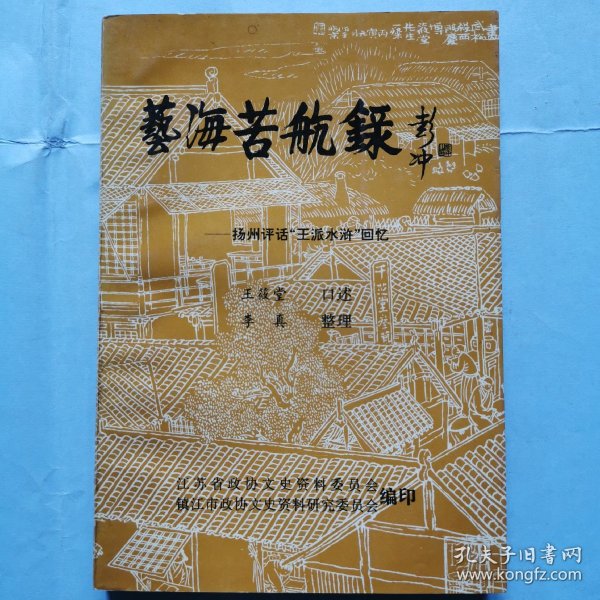 藝海苦航錄
彭冲
——扬州评话“王派水浒”回忆
王筱堂 口述
李真 整理
江苏省政协文史资料委员会
镇江市政协文史资料研究委员会
编印
孔夫子旧书网
www.kongfz.com